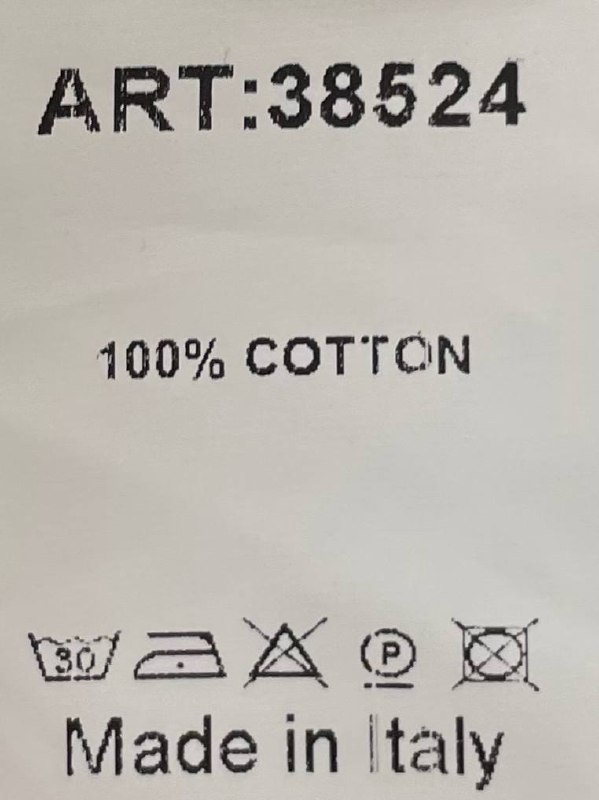 ART:38524
100% COTTON
30 P
Made in Italy